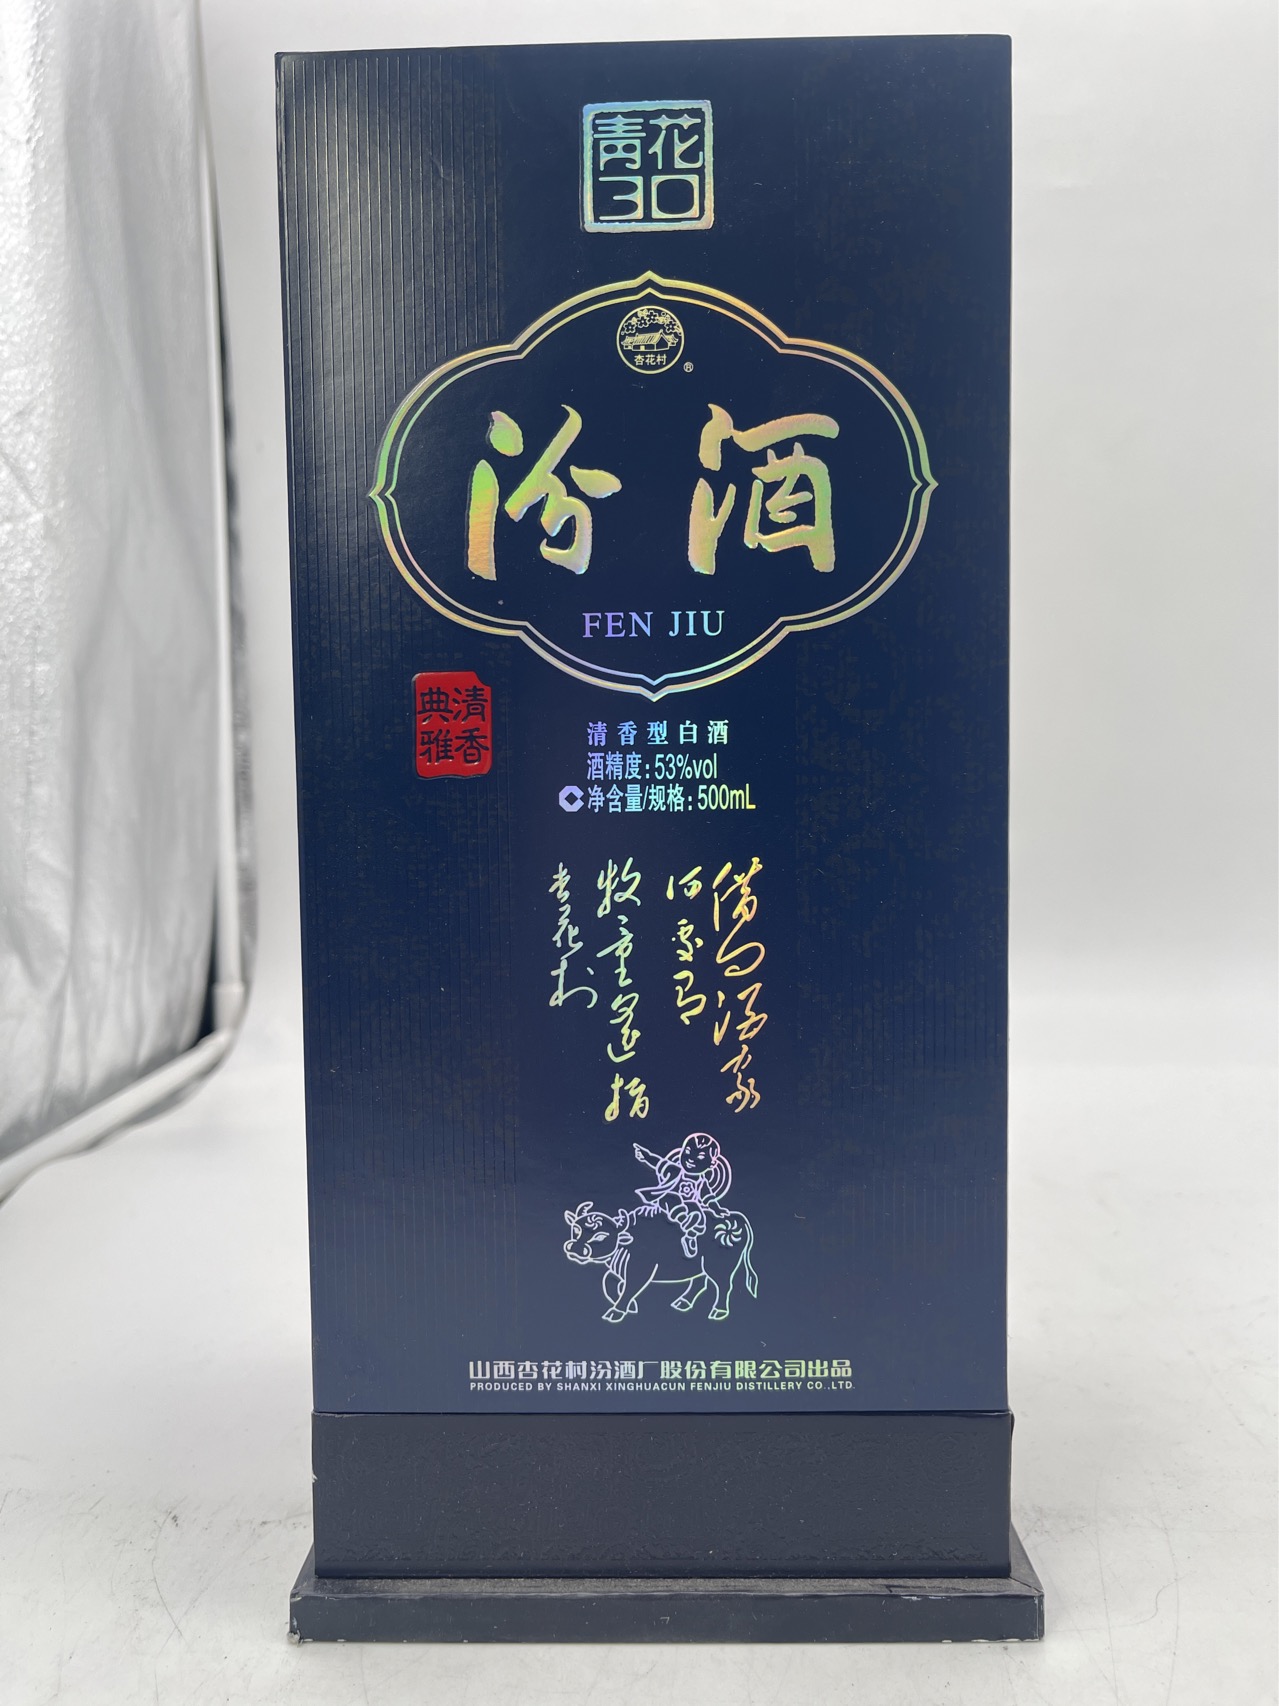 青花
30
杏花村
®
汾酒
FEN JIU
清香
典雅
清香型白酒
酒精度:53%vol
净含量/规格:500mL
借问酒家
何处有
牧童遥指
杏花村
山西杏花村汾酒厂股份有限公司出品
PRODUCED BY SHANXI XINGHUACUN FENJIU DISTILLERY CO.,LTD.